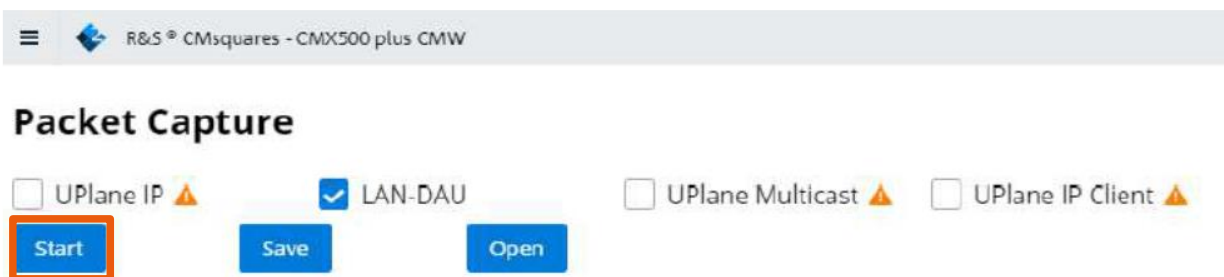 R&S ® CMsquares - CMX500 plus CMW
Packet Capture
UPlane IP LAN-DAU UPlane Multicast UPlane IP Client
Start Save Open